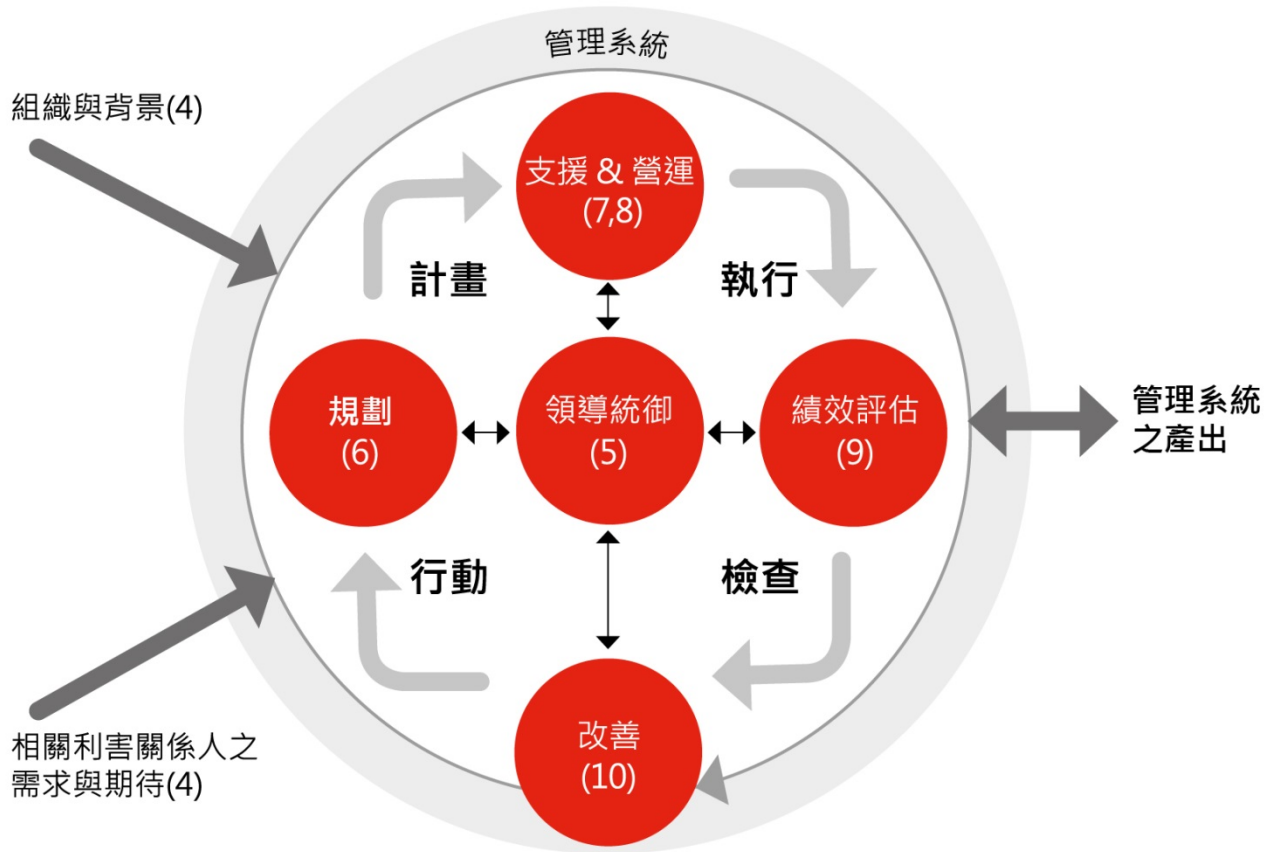 管理系統
組織與背景(4)
支援 & 營運
(7,8)
計畫
執行
規劃
(6)
領導統御
(5)
績效評估
(9)
管理系統
之產出
行動
檢查
改善
(10)
相關利害關係人之
需求與期待(4)